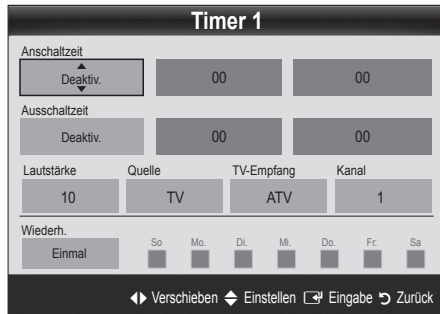 Timer 1
Anschaltzeit
Deaktiv. 00 00
Ausschaltzeit
Deaktiv. 00 00
Lautstärke Quelle TV-Empfang Kanal
10 TV ATV 1
Wiederh.
Einmal So Mo. Di. Mi. Do. Fr. Sa
Verschieben Einstellen Eingabe Zurück